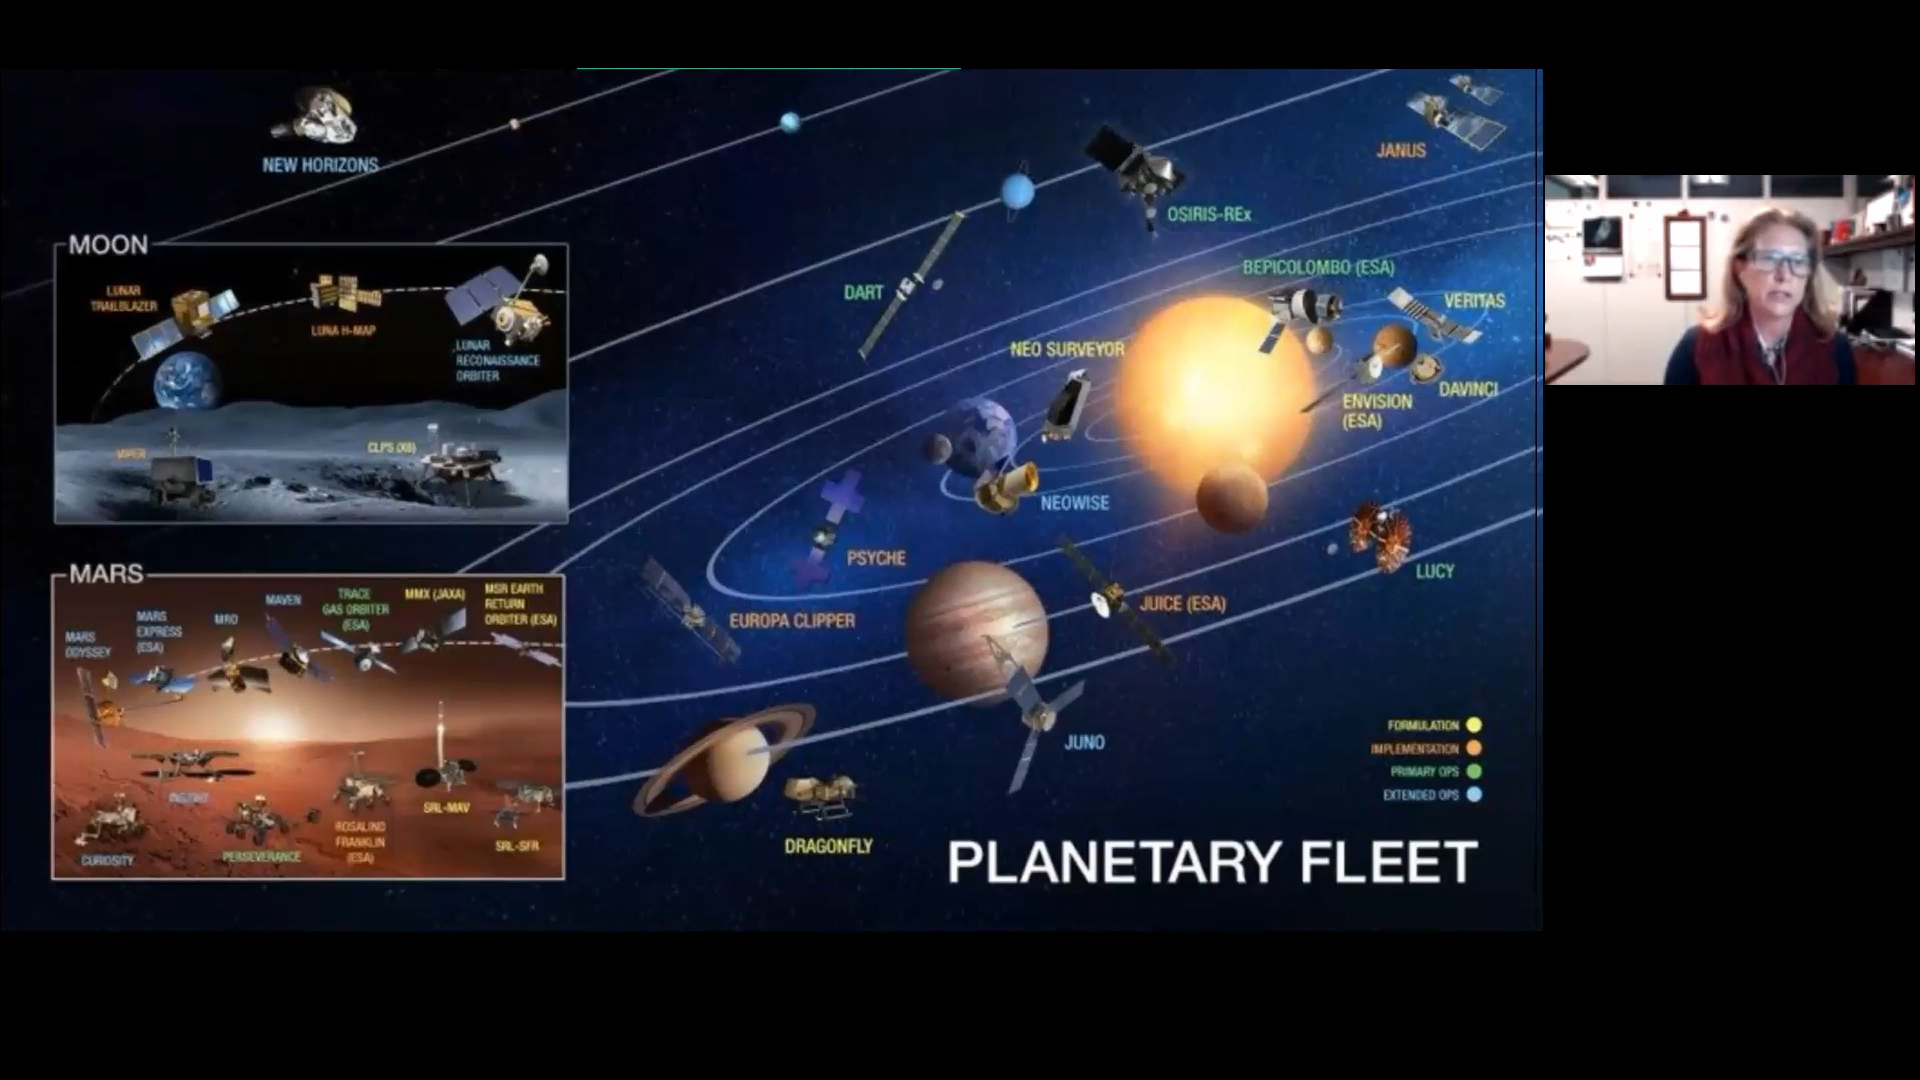 NEW HORIZONS
JANUS
OSIRIS-REx
MOON
LUNAR
TRAILBLAZER
LUNA H-MAP
LUNAR
RECONAISSANCE
ORBITER
VIPER
CLPS (X6)
DART
BEPICOLOMBO (ESA)
VERITAS
NEO SURVEYOR
DAVINCI
ENVISION
(ESA)
NEOWISE
PSYCHE
LUCY
EUROPA CLIPPER
JUICE (ESA)
MARS
MARS
ODYSSEY
MARS
EXPRESS
(ESA)
MRO
MAVEN
TRACE
GAS ORBITER
(ESA)
MMX (JAXA)
MSR EARTH
RETURN
ORBITER (ESA)
INSIGHT
CURIOSITY
PERSEVERANCE
ROSALIND
FRANKLIN
(ESA)
SRL-MAV
SRL-SFR
JUNO
DRAGONFLY
FORMULATION
IMPLEMENTATION
PRIMARY OPS
EXTENDED OPS
PLANETARY FLEET